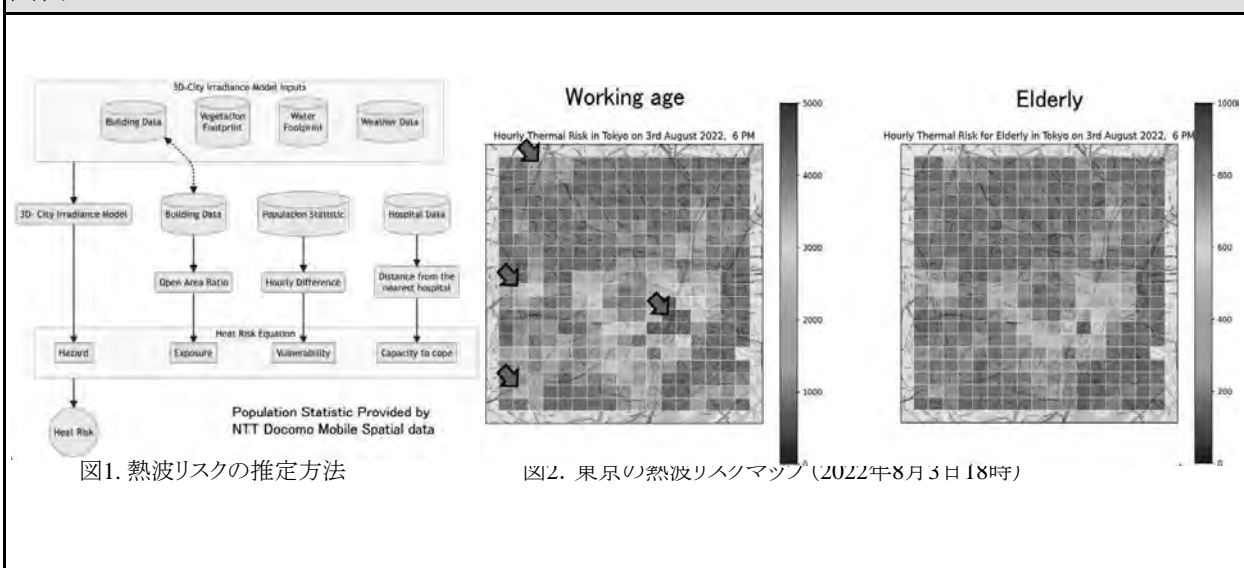 3D-City Irradiance Model Inputs
Building Data
Vegetation
Footprint
Water
Footprint
Weather Data
3D- City Irradiance Model
Building Data
Population Statistic
Hospital Data
Open Area Ratio
Hourly Difference
Distance from the
nearest hospital
Heat Risk Equation
Hazard
Exposure
Vulnerability
Capacity to cope
Heat Risk
Population Statistic Provided by
NTT Docomo Mobile Spatial data
図1. 熱波リスクの推定方法
Working age
Hourly Thermal Risk in Tokyo on 3rd August 2022, 6 PM
5000
4000
3000
2000
1000
Elderly
Hourly Thermal Risk for Elderly in Tokyo on 3rd August 2022, 6 PM
1000
800
600
400
200
0
図2. 東京の熱波リスクマップ (2022年8月3日18時)